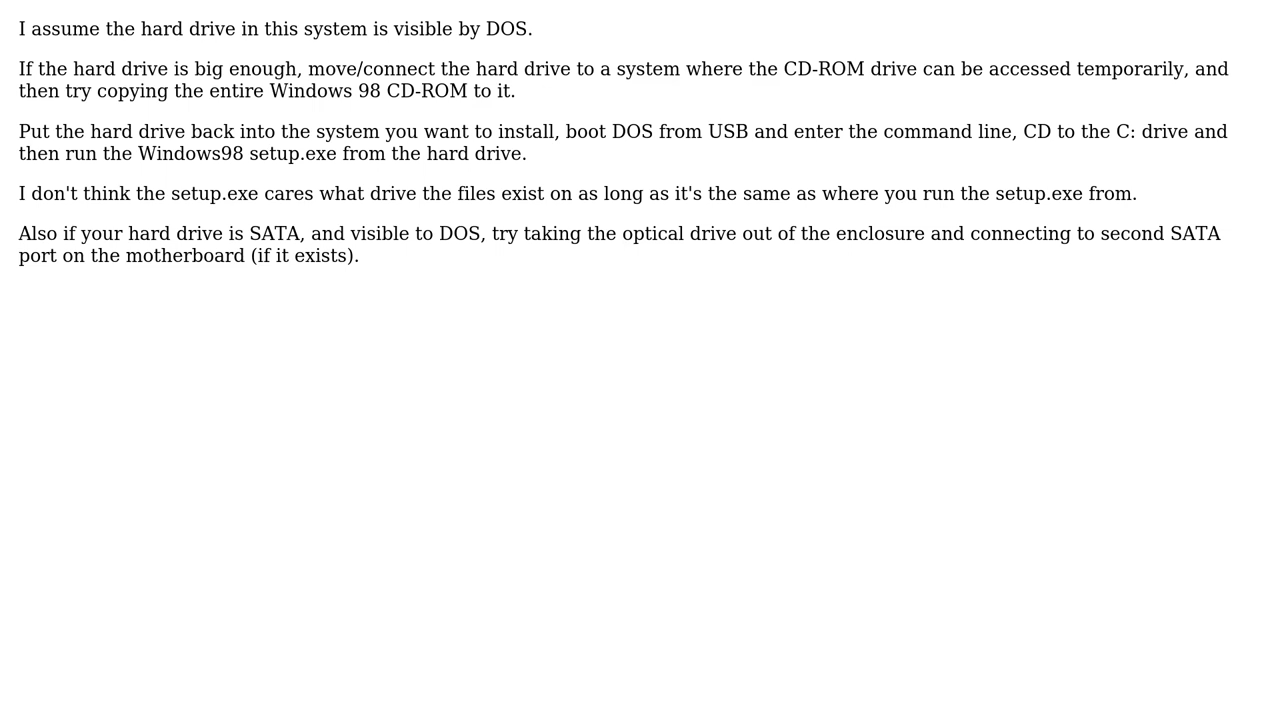 I assume the hard drive in this system is visible by DOS.
If the hard drive is big enough, move/connect the hard drive to a system where the CD-ROM drive can be accessed temporarily, and
then try copying the entire Windows 98 CD-ROM to it.
Put the hard drive back into the system you want to install, boot DOS from USB and enter the command line, CD to the C: drive and
then run the Windows98 setup.exe from the hard drive.
I don't think the setup.exe cares what drive the files exist on as long as it's the same as where you run the setup.exe from.
Also if your hard drive is SATA, and visible to DOS, try taking the optical drive out of the enclosure and connecting to second SATA
port on the motherboard (if it exists).